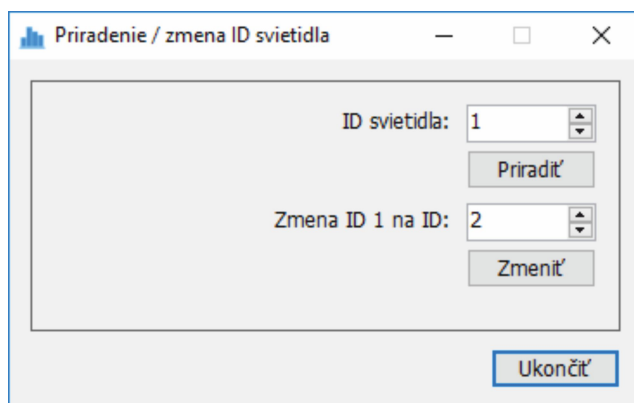 Priradenie / zmena ID svietidla
ID svietidla: 1
Priradiť
Zmena ID 1 na ID: 2
Zmeniť
Ukončiť